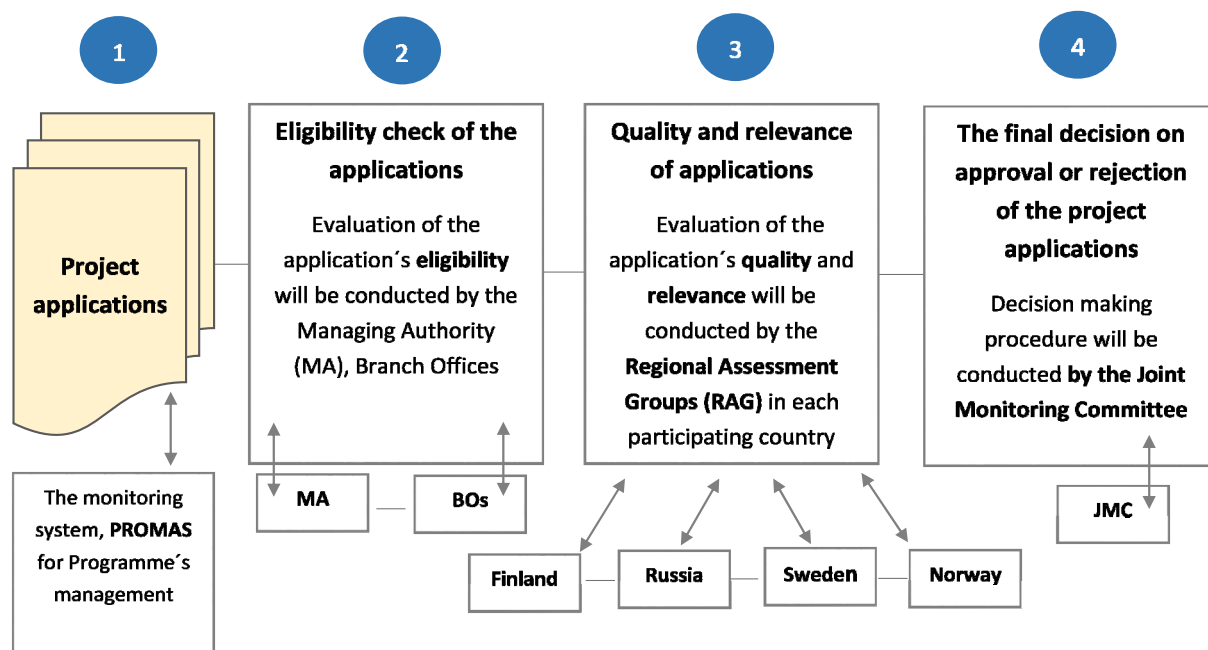 1
2
3
4
Project
applications
The monitoring
system, PROMAS
for Programme´s
management
Eligibility check of the
applications
Evaluation of the
application´s eligibility
will be conducted by the
Managing Authority
(MA), Branch Offices
MA
BOs
Quality and relevance
of applications
Evaluation of the
application´s quality and
relevance will be
conducted by the
Regional Assessment
Groups (RAG) in each
participating country
Finland
Russia
Sweden
Norway
The final decision on
approval or rejection
of the project
applications
Decision making
procedure will be
conducted by the Joint
Monitoring Committee
JMC